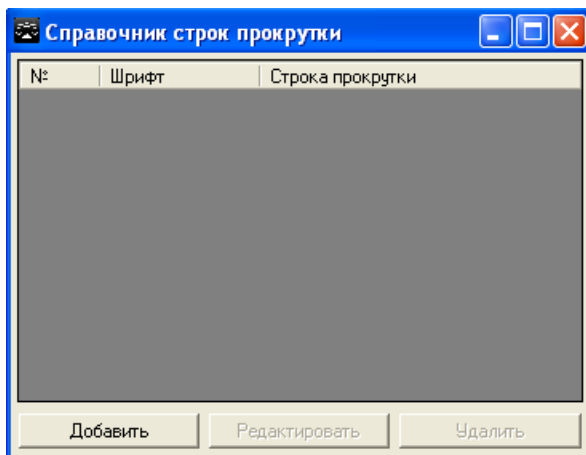 Справочник строк прокрутки
№ Шрифт Строка прокрутки
Добавить Редактировать Удалить